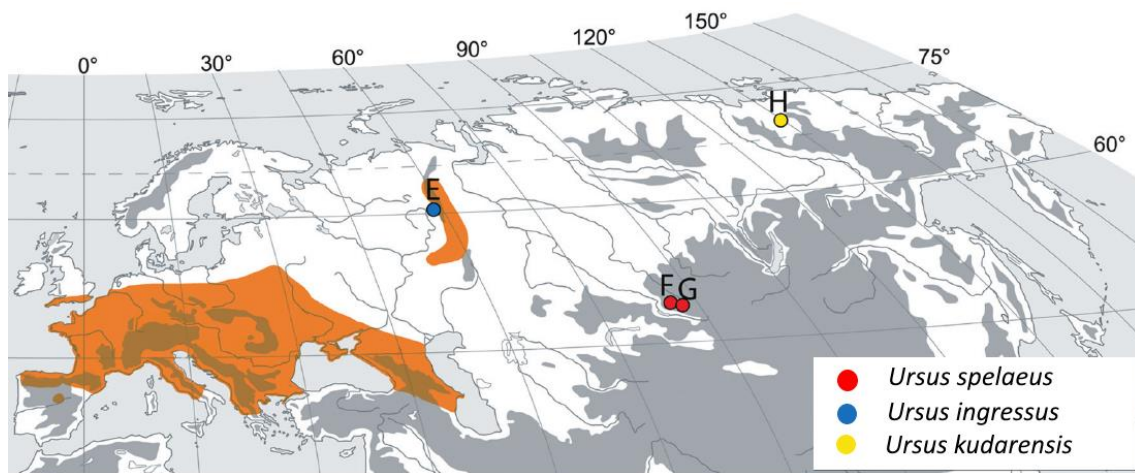 150°
120°
90°
75°
60°
30°
0°
H
60°
E
F
G
Ursus spelaeus
Ursus ingressus
Ursus kudarensis